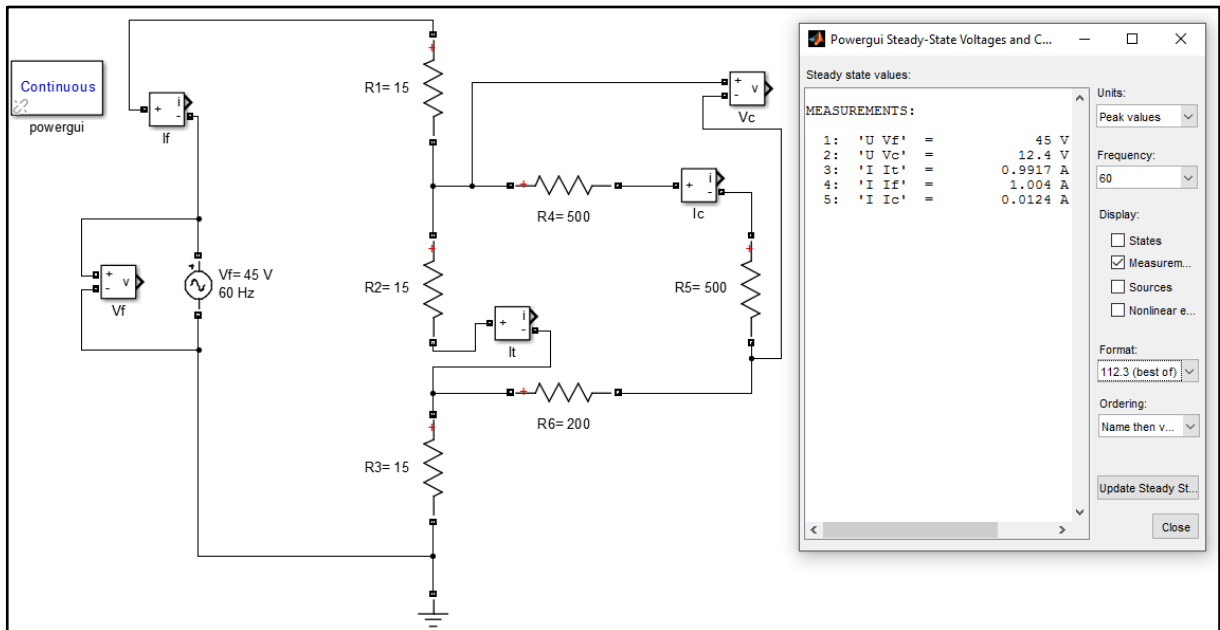 Continuous
powergui
+
i
-
If
+
R1= 15
+
-
v
Vc
+
R4= 500
+
i
-
Ic
+
-
v
Vf
+
Vf= 45 V
60 Hz
+
R2= 15
+
i
-
It
+
R5= 500
+
R6= 200
+
R3= 15
Powergui Steady-State Voltages and C...
Steady state values:
MEASUREMENTS:
1: 'U Vf' = 45 V
2: 'U Vc' = 12.4 V
3: 'I It' = 0.9917 A
4: 'I If' = 1.004 A
5: 'I Ic' = 0.0124 A
Units:
Peak values
Frequency:
60
Display:
States
Measurem...
Sources
Nonlinear e...
Format:
112.3 (best of)
Ordering:
Name then v...
Update Steady St...
Close